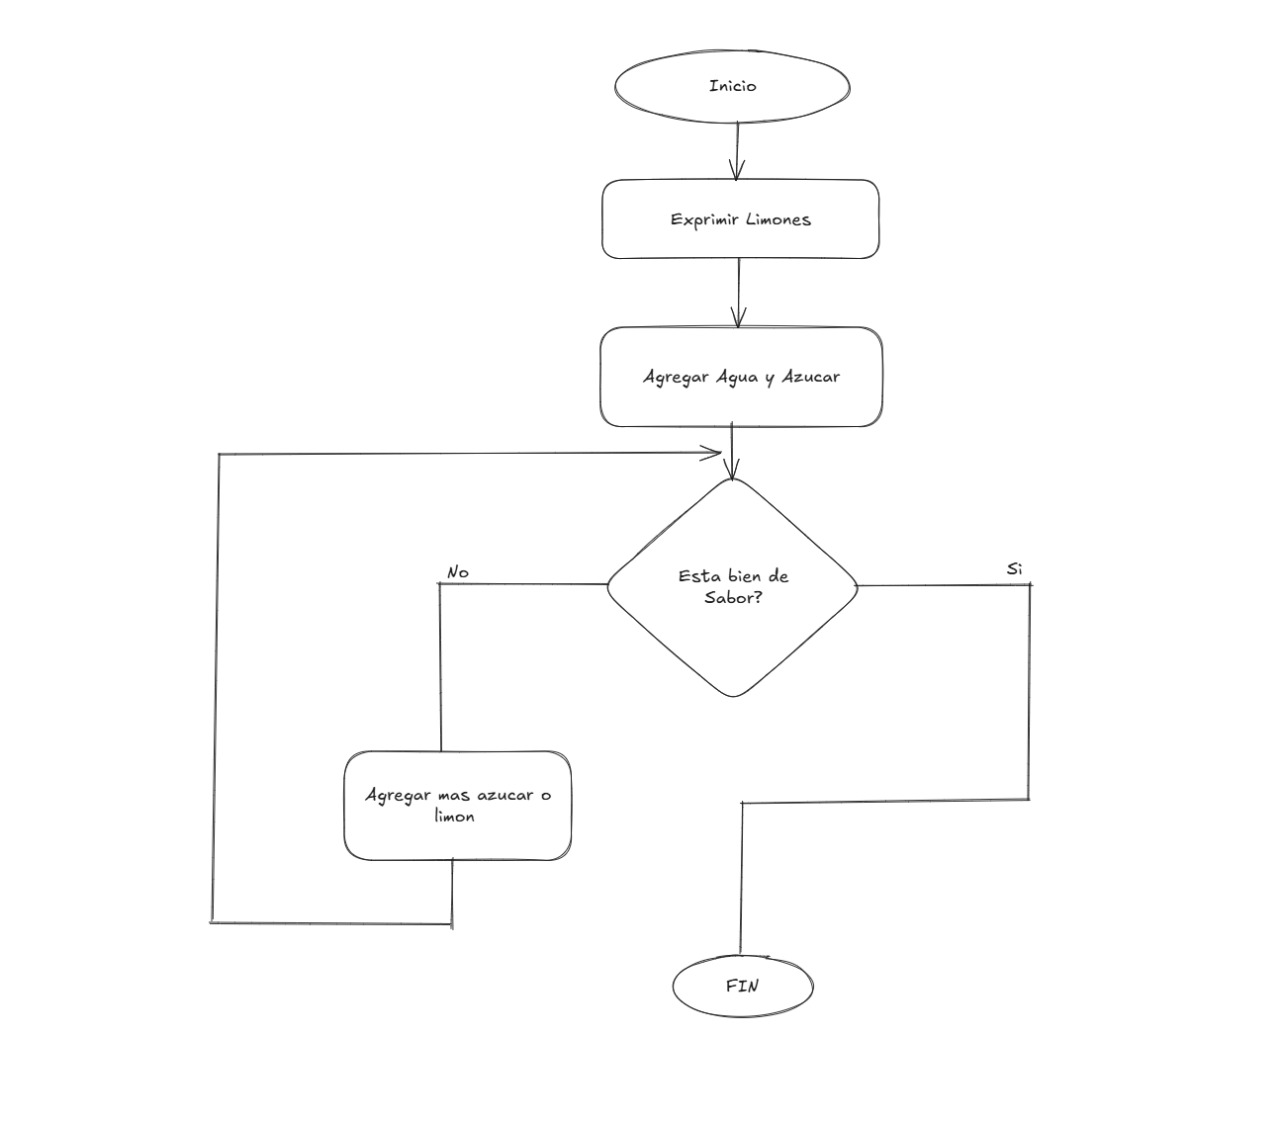 Inicio
Exprimir Limones
Agregar Agua y Azucar
Esta bien de
Sabor?
No
Si
Agregar mas azucar o
limon
FIN